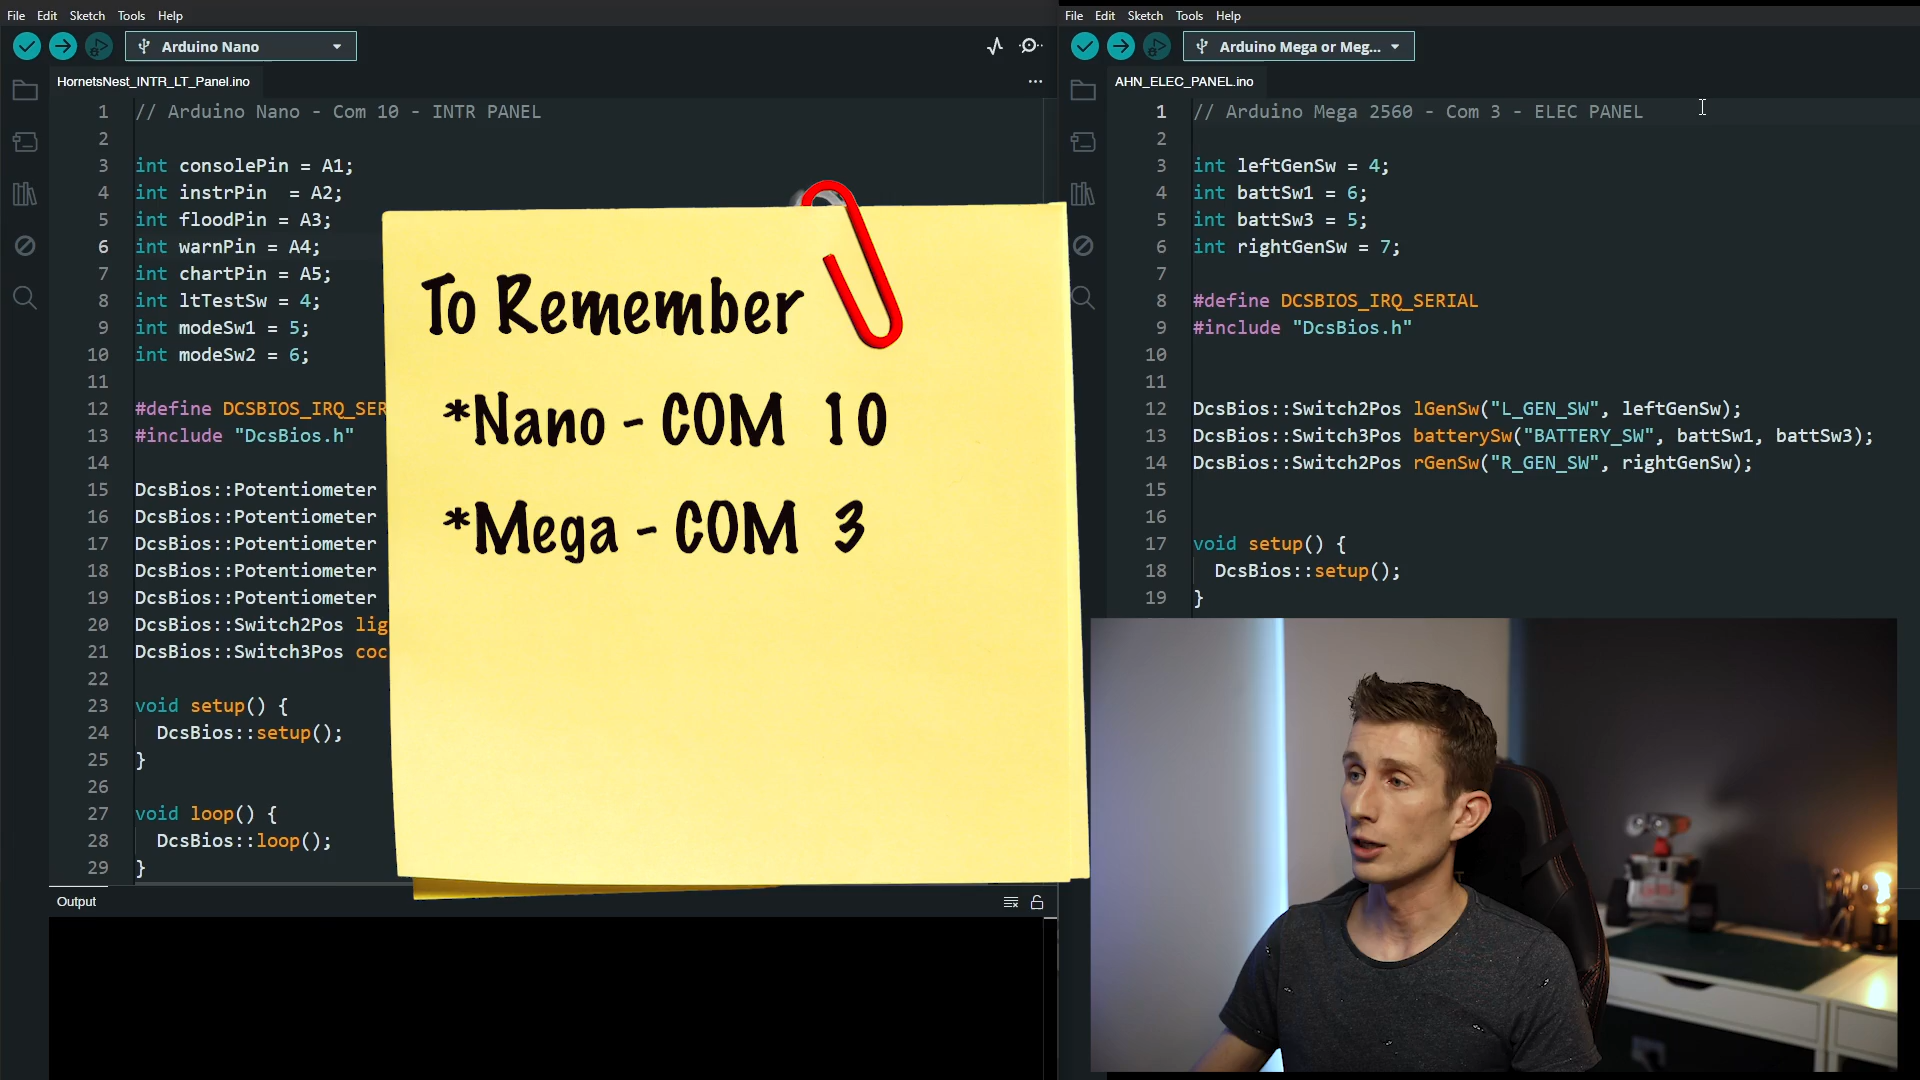 File Edit Sketch Tools Help
Arduino Nano
HornetsNest_INTR_LT_Panel.ino
1 // Arduino Nano - Com 10 - INTR PANEL
2
3 int consolePin = A1;
4 int instrPin  = A2;
5 int floodPin = A3;
6 int warnPin = A4;
7 int chartPin = A5;
8 int ltTestSw = 4;
9 int modeSw1 = 5;
10 int modeSw2 = 6;
11
12 #define DCSBIOS_IRQ_SER
13 #include "DcsBios.h"
14
15 DcsBios::Potentiometer
16 DcsBios::Potentiometer
17 DcsBios::Potentiometer
18 DcsBios::Potentiometer
19 DcsBios::Potentiometer
20 DcsBios::Switch2Pos lig
21 DcsBios::Switch3Pos coc
22
23 void setup() {
24 DcsBios::setup();
25 }
26
27 void loop() {
28 DcsBios::loop();
29 }
Output
To Remember
*Nano - COM 10
*Mega - COM 3
File Edit Sketch Tools Help
Arduino Mega or Meg...
AHN_ELEC_PANEL.ino
1 // Arduino Mega 2560 - Com 3 - ELEC PANEL
2
3 int leftGenSw = 4;
4 int battSw1 = 6;
5 int battSw3 = 5;
6 int rightGenSw = 7;
7
8 #define DCSBIOS_IRQ_SERIAL
9 #include "DcsBios.h"
10
11
12 DcsBios::Switch2Pos lGenSw("L_GEN_SW", leftGenSw);
13 DcsBios::Switch3Pos batterySw("BATTERY_SW", battSw1, battSw3);
14 DcsBios::Switch2Pos rGenSw("R_GEN_SW", rightGenSw);
15
16
17 void setup() {
18 DcsBios::setup();
19 }